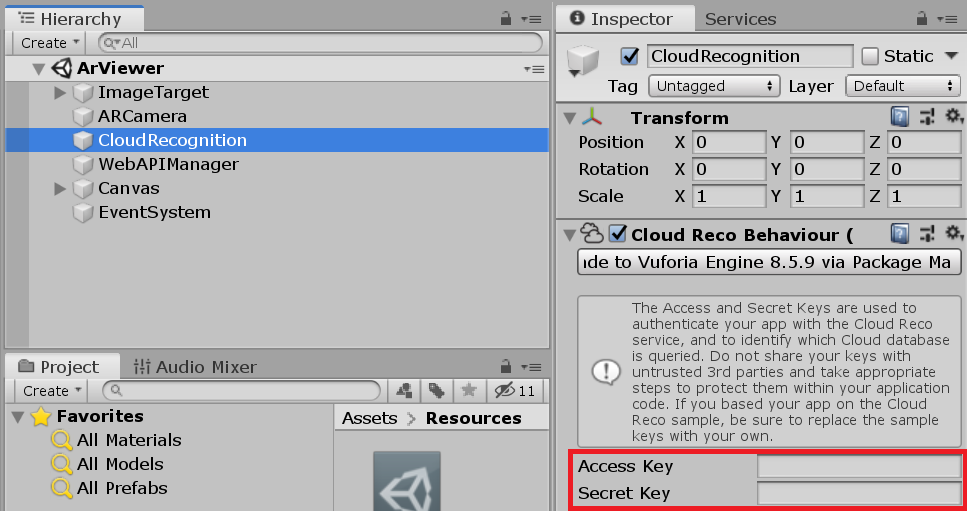 Hierarchy
Create
All
ArViewer
ImageTarget
ARCamera
CloudRecognition
WebAPIManager
Canvas
EventSystem
Project
Audio Mixer
Create
11
Favorites
All Materials
All Models
All Prefabs
Assets > Resources
Inspector
Services
CloudRecognition
Static
Tag Untagged Layer Default
Transform
Position X 0 Y 0 Z 0
Rotation X 0 Y 0 Z 0
Scale X 1 Y 1 Z 1
Cloud Reco Behaviour (
de to Vuforia Engine 8.5.9 via Package Ma
The Access and Secret Keys are used to
authenticate your app with the Cloud Reco
service, and to identify which Cloud database
is queried. Do not share your keys with
untrusted 3rd parties and take appropriate
steps to protect them within your application
code. If you based your app on the Cloud
Reco sample, be sure to replace the sample
keys with your own.
Access Key
Secret Key